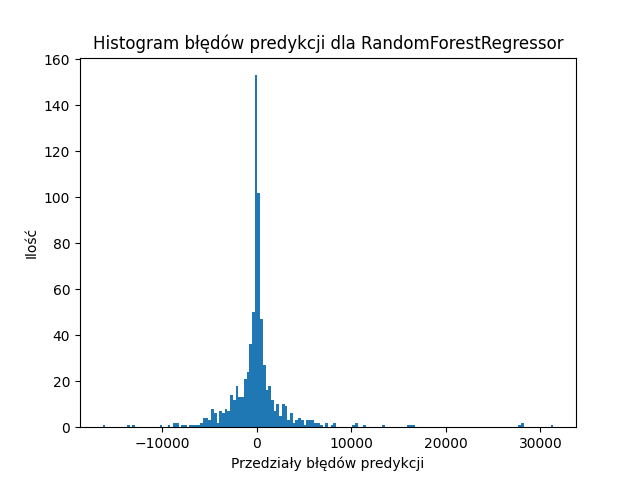 Histogram błędów predykcji dla RandomForestRegressor
160
140
120
100
80
60
40
20
0
Ilość
−10000 0 10000 20000 30000
Przedziały błędów predykcji